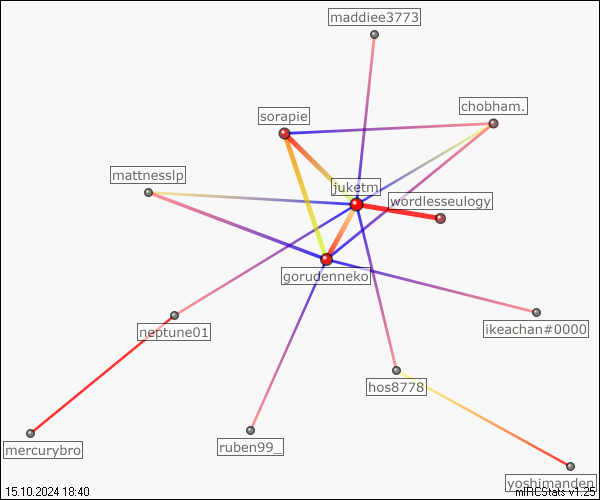 maddiee3773
chobham.
sorapie
mattnesslp
juketm
wordlesseulogy
gorudenneko
neptune01
ikeachan#0000
hos8778
mercurybro
ruben99_
yoshimanden
15.10.2024 18:40
mIRCStats v1.25